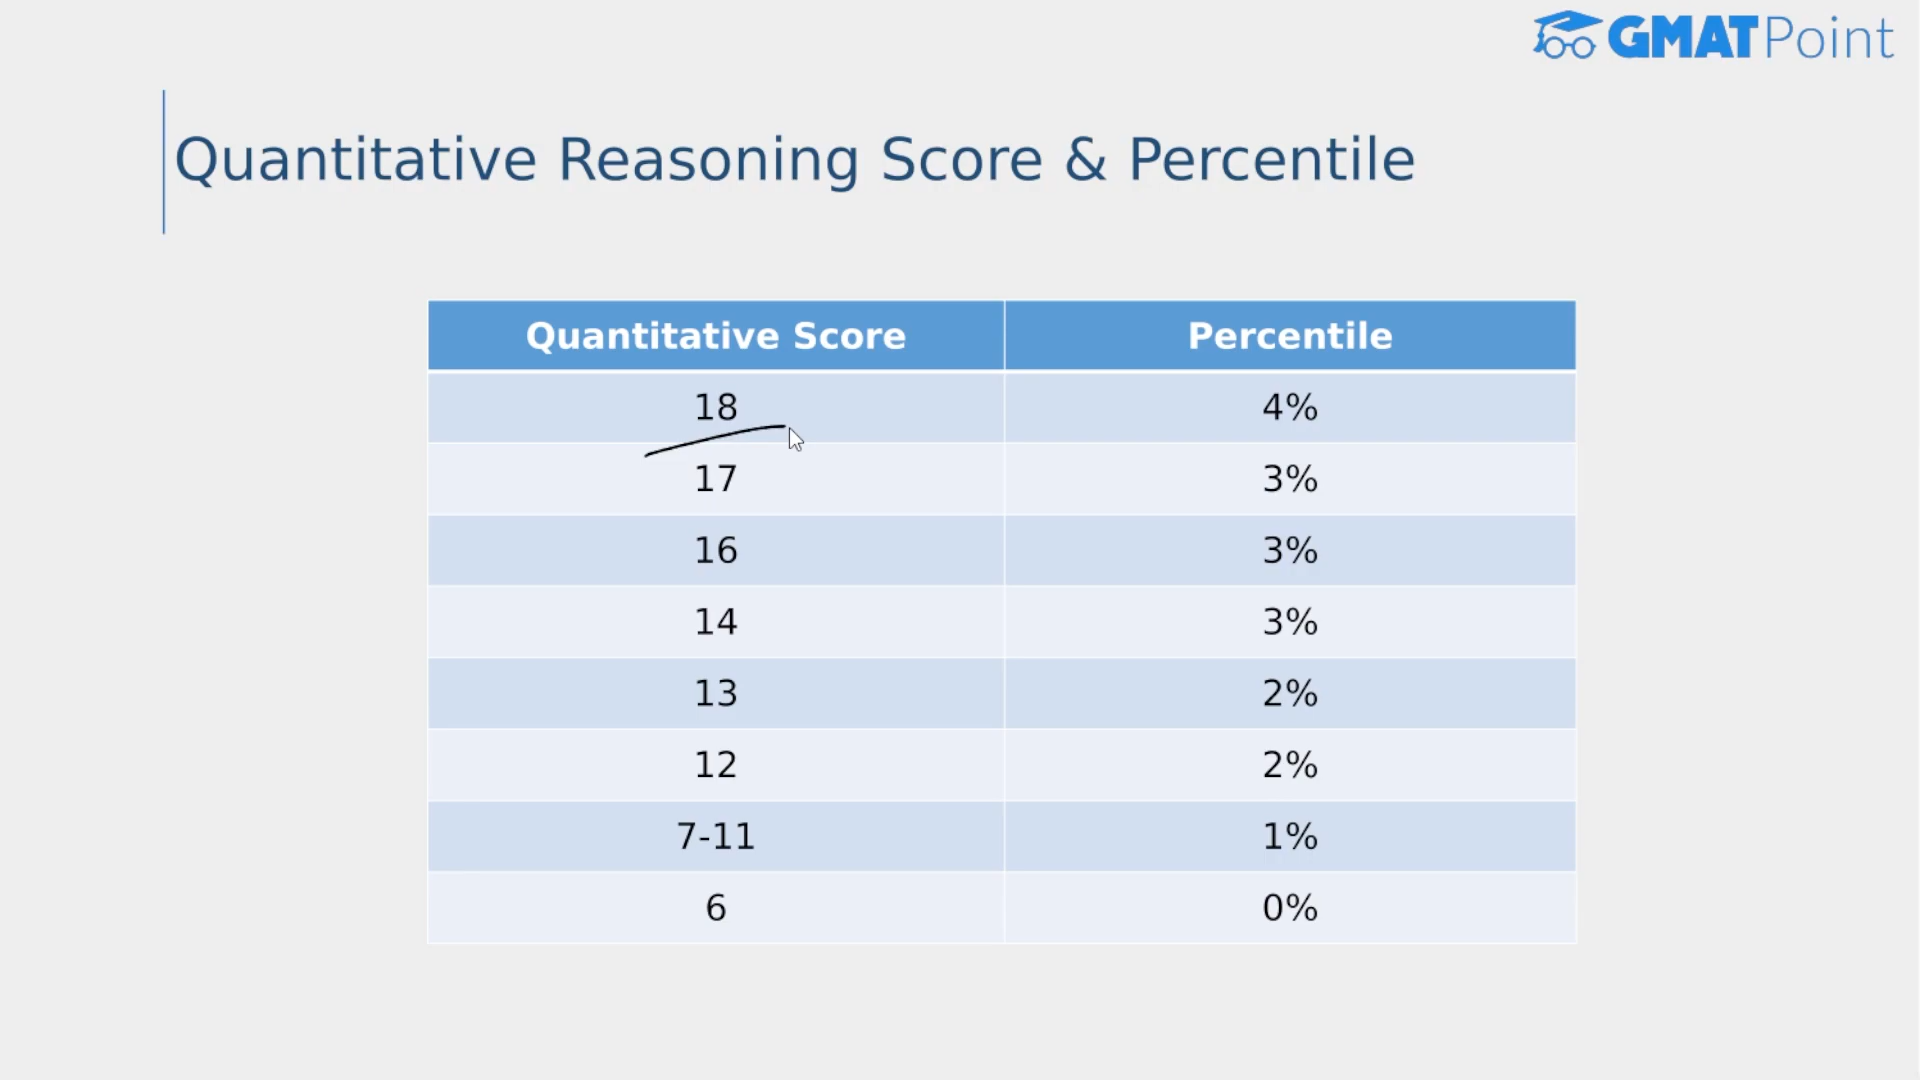 GMATPoint
Quantitative Reasoning Score & Percentile
Quantitative Score Percentile
18 4%
17 3%
16 3%
14 3%
13 2%
12 2%
7-11 1%
6 0%